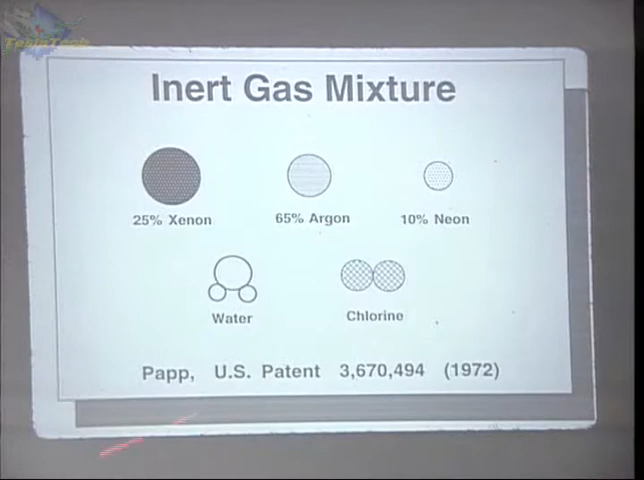 Inert Gas Mixture
25% Xenon 65% Argon 10% Neon
Water Chlorine
Papp, U.S. Patent 3,670,494 (1972)